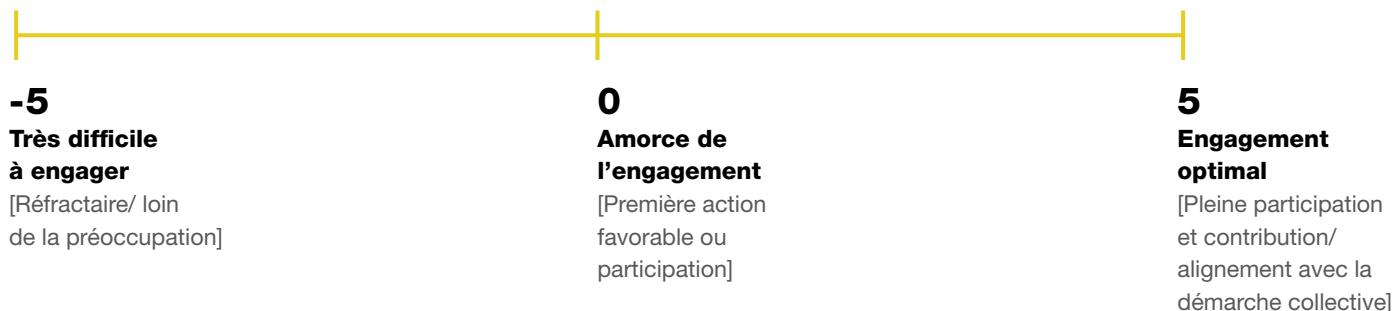 -5
Très difficile
à engager
[Réfractaire/ loin
de la préoccupation]
0
Amorce de
l’engagement
[Première action
favorable ou
participation]
5
Engagement
optimal
[Pleine participation
et contribution/
alignement avec la
démarche collective]